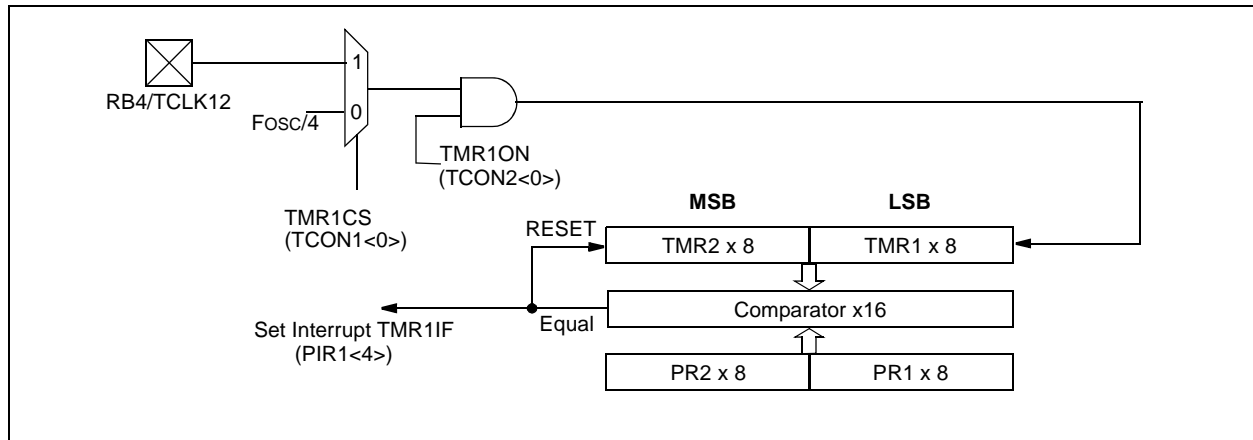 1
RB4/TCLK12
FOSC/4
0
TMR1ON
(TCON2<0>)
TMR1CS
(TCON1<0>)
MSB
LSB
RESET
TMR2 x 8
TMR1 x 8
Comparator x16
Equal
Set Interrupt TMR1IF
(PIR1<4>)
PR2 x 8
PR1 x 8